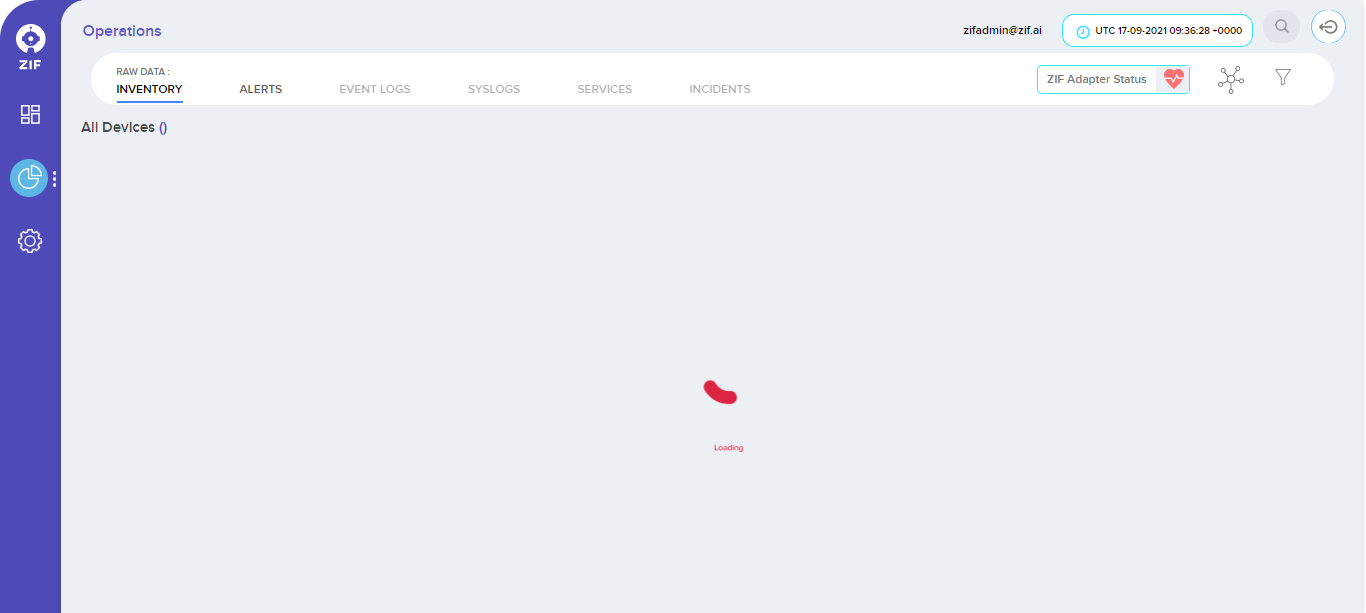 Operations
zifadmin@zif.ai
UTC 17-09-2021 09:36:28 +0000
ZIF
RAW DATA :
INVENTORY ALERTS EVENT LOGS SYSLOGS SERVICES INCIDENTS
ZIF Adapter Status
All Devices ()
Loading